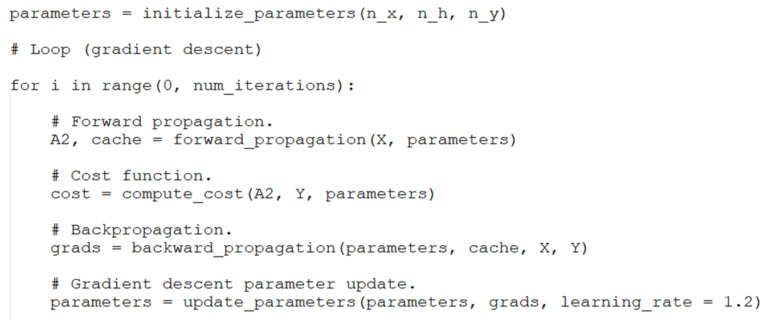 parameters = initialize_parameters(n_x, n_h, n_y)
# Loop (gradient descent)
for i in range(0, num_iterations):
# Forward propagation.
A2, cache = forward_propagation(X, parameters)
# Cost function.
cost = compute_cost(A2, Y, parameters)
# Backpropagation.
grads = backward_propagation(parameters, cache, X, Y)
# Gradient descent parameter update.
parameters = update_parameters(parameters, grads, learning_rate = 1.2)